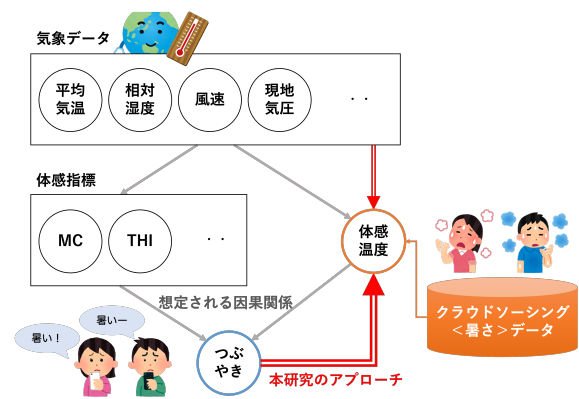 気象データ
平均
気温
相対
湿度
風速
現地
気圧
・・
体感指標
MC
THI
・・
体感
温度
クラウドソーシング
＜暑さ＞データ
想定される因果関係
暑い！
暑いー
つぶ
やき
本研究のアプローチ